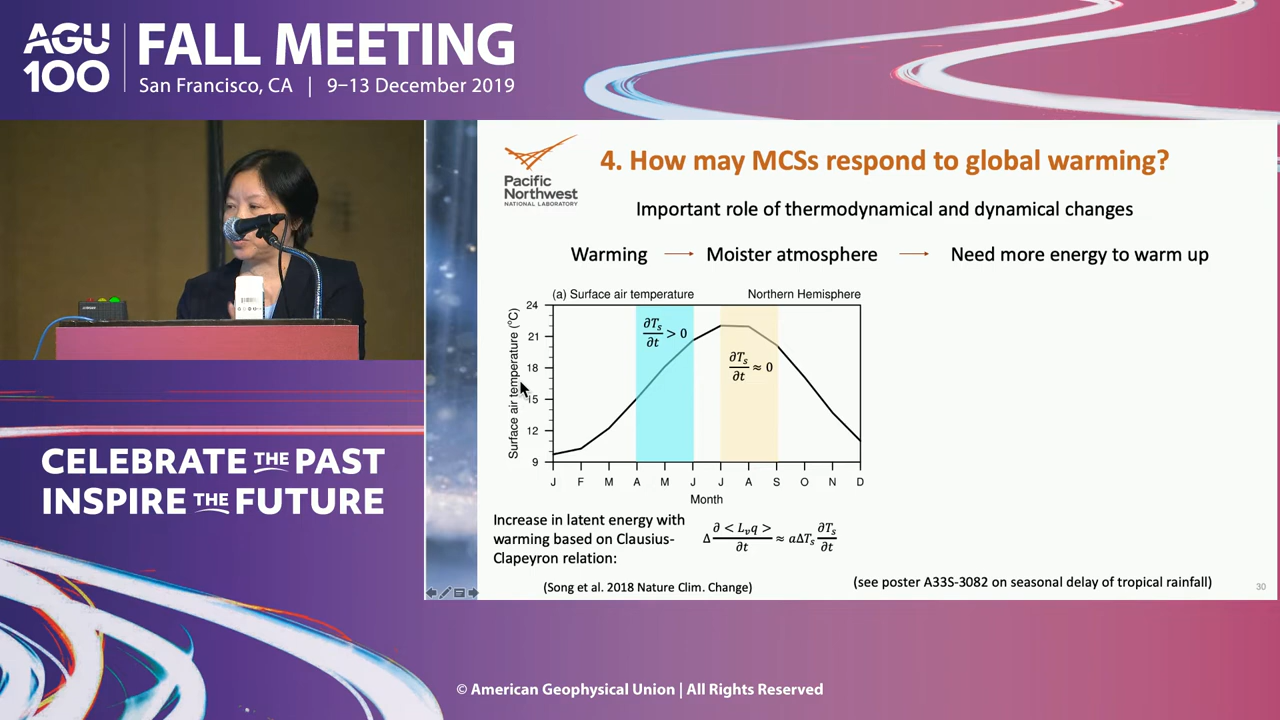 AGU
100
FALL MEETING
San Francisco, CA | 9–13 December 2019
Pacific
Northwest
NATIONAL LABORATORY
4. How may MCSs respond to global warming?
Important role of thermodynamical and dynamical changes
Warming → Moister atmosphere → Need more energy to warm up
(a) Surface air temperature Northern Hemisphere
Surface air temperature (°C)
24
21
18
15
12
9
∂Tₛ/∂t > 0
∂Tₛ/∂t ≈ 0
J F M A M J J A S O N D
Month
Increase in latent energy with
warming based on Clausius-
Clapeyron relation:
Δ ∂<Lᵥq>/∂t ≈ aΔTₛ ∂Tₛ/∂t
(Song et al. 2018 Nature Clim. Change)
(see poster A33S-3082 on seasonal delay of tropical rainfall)
30
CELEBRATE THE PAST
INSPIRE THE FUTURE
© American Geophysical Union | All Rights Reserved